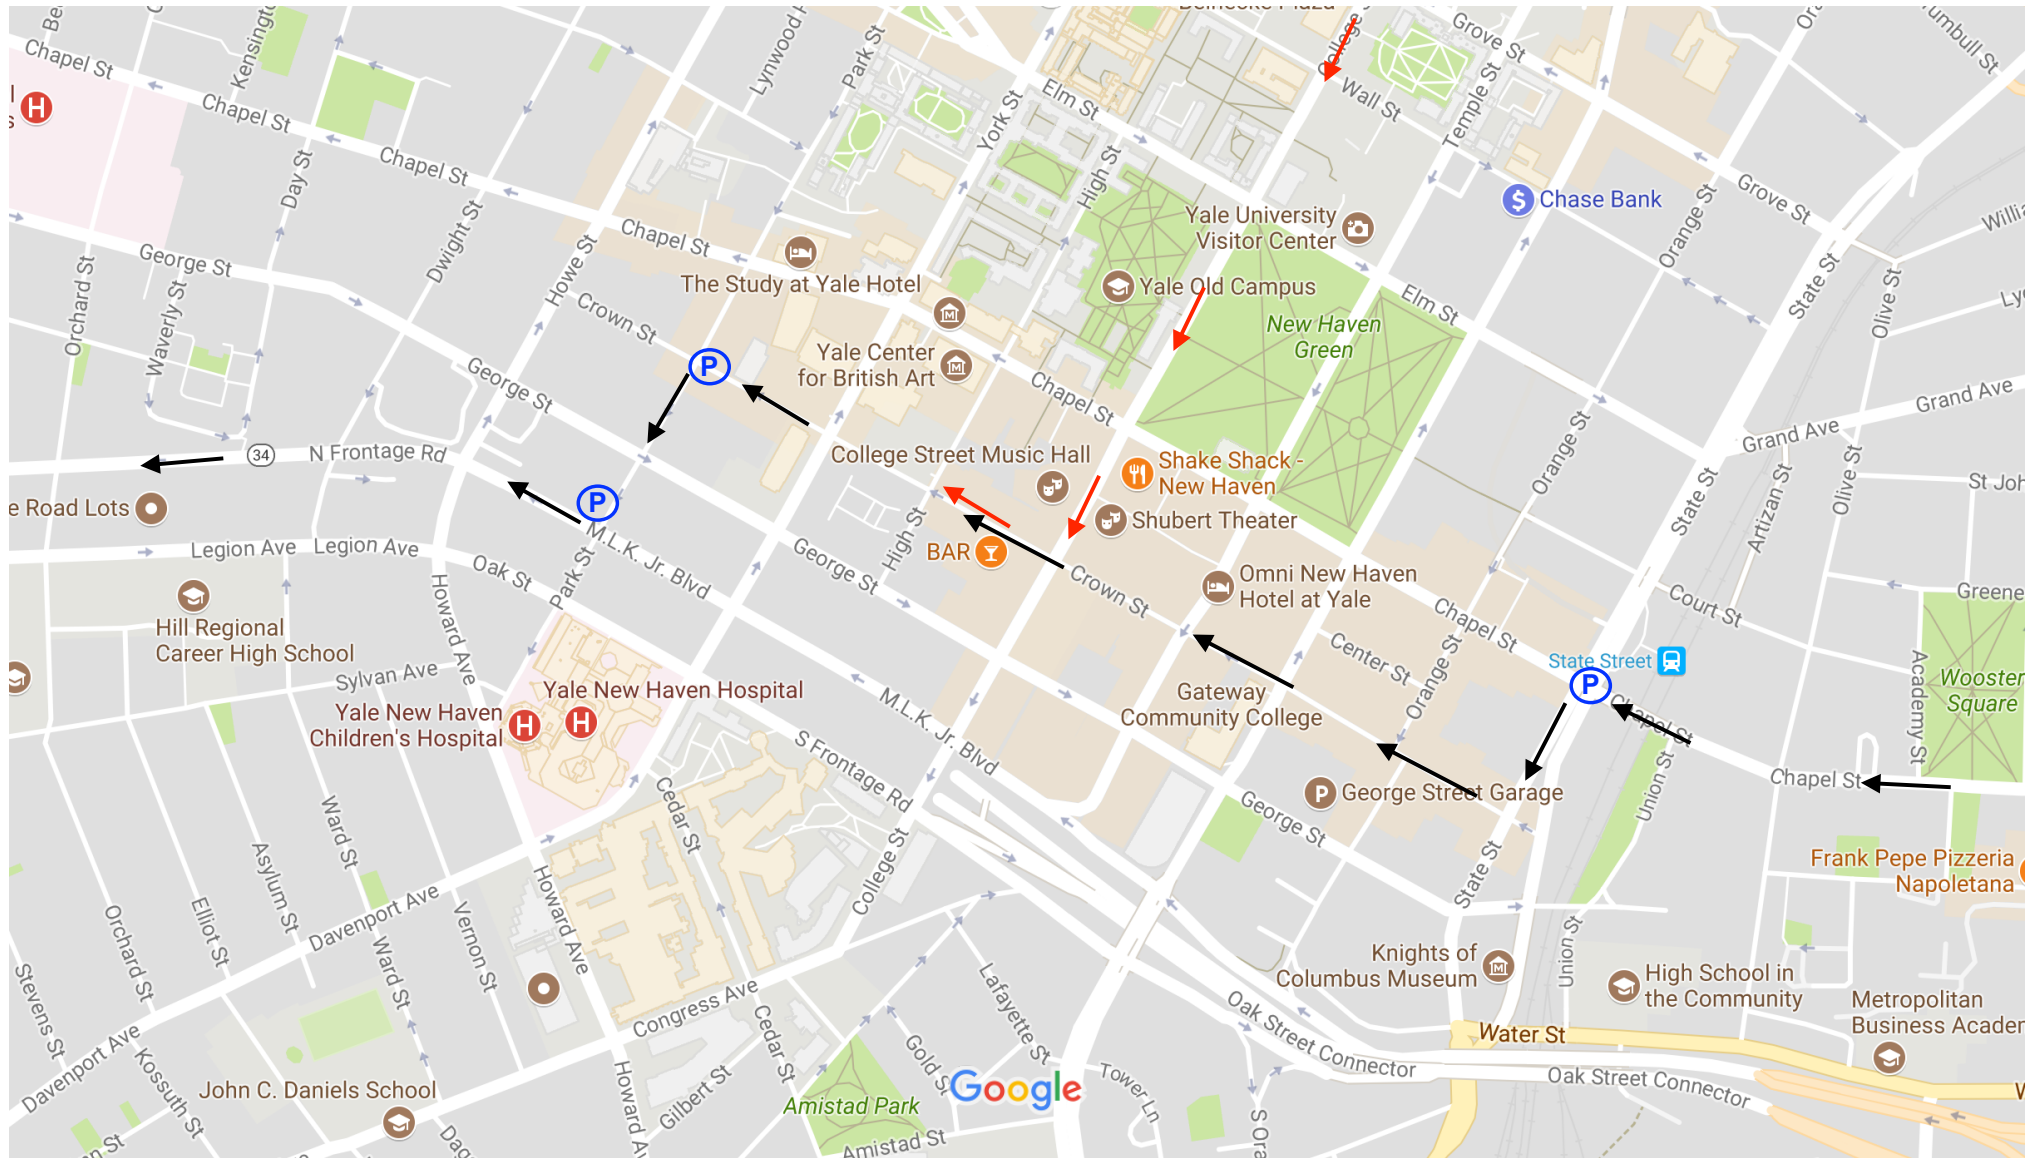 Grove St
Chapel St
Wall St
Elm St
Park St
York St
Temple St
Chapel St
Day St
High St
Chapel St
Chase Bank
Grove St
Orange St
Dwight St
Chapel St
Yale University
Visitor Center
George St
Howe St
State St
Orchard St
Waverly St
The Study at Yale Hotel
Yale Old Campus
Elm St
Olive St
Crown St
New Haven
Green
Yale Center
for British Art
P
George St
Chapel St
Grand Ave
Grand Ave
34
N Frontage Rd
College Street Music Hall
Shake Shack -
New Haven
Orange St
State St
Artizan St
Olive St
P
e Road Lots
Shubert Theater
M.L.K. Jr. Blvd
High St
BAR
Legion Ave
Legion Ave
George St
Crown St
Omni New Haven
Hotel at Yale
Court St
Oak St
Park St
Howard Ave
Chapel St
Hill Regional
Career High School
Center St
Orange St
State Street
P
Academy St
Wooster
Square
Sylvan Ave
Yale New Haven Hospital
Gateway
Community College
Chapel St
Yale New Haven
Children's Hospital
M.L.K. Jr. Blvd
S Frontage Rd
Chapel St
Union St
P
George Street Garage
George St
Cedar St
Ward St
Asylum St
State St
Frank Pepe Pizzeria
Napoletana
College St
Howard Ave
Davenport Ave
Orchard St
Elliot St
Vernon St
Ward St
Union St
Knights of
Columbus Museum
High School in
the Community
Metropolitan
Stevens St
Lafayette St
Congress Ave
Cedar St
Oak Street Connector
Water St
Davenport Ave
Kossuth St
Gold St
Tower Ln
Oak Street Connector
Howard Av
Gilbert St
John C. Daniels School
Google
Amistad Park
Amistad St